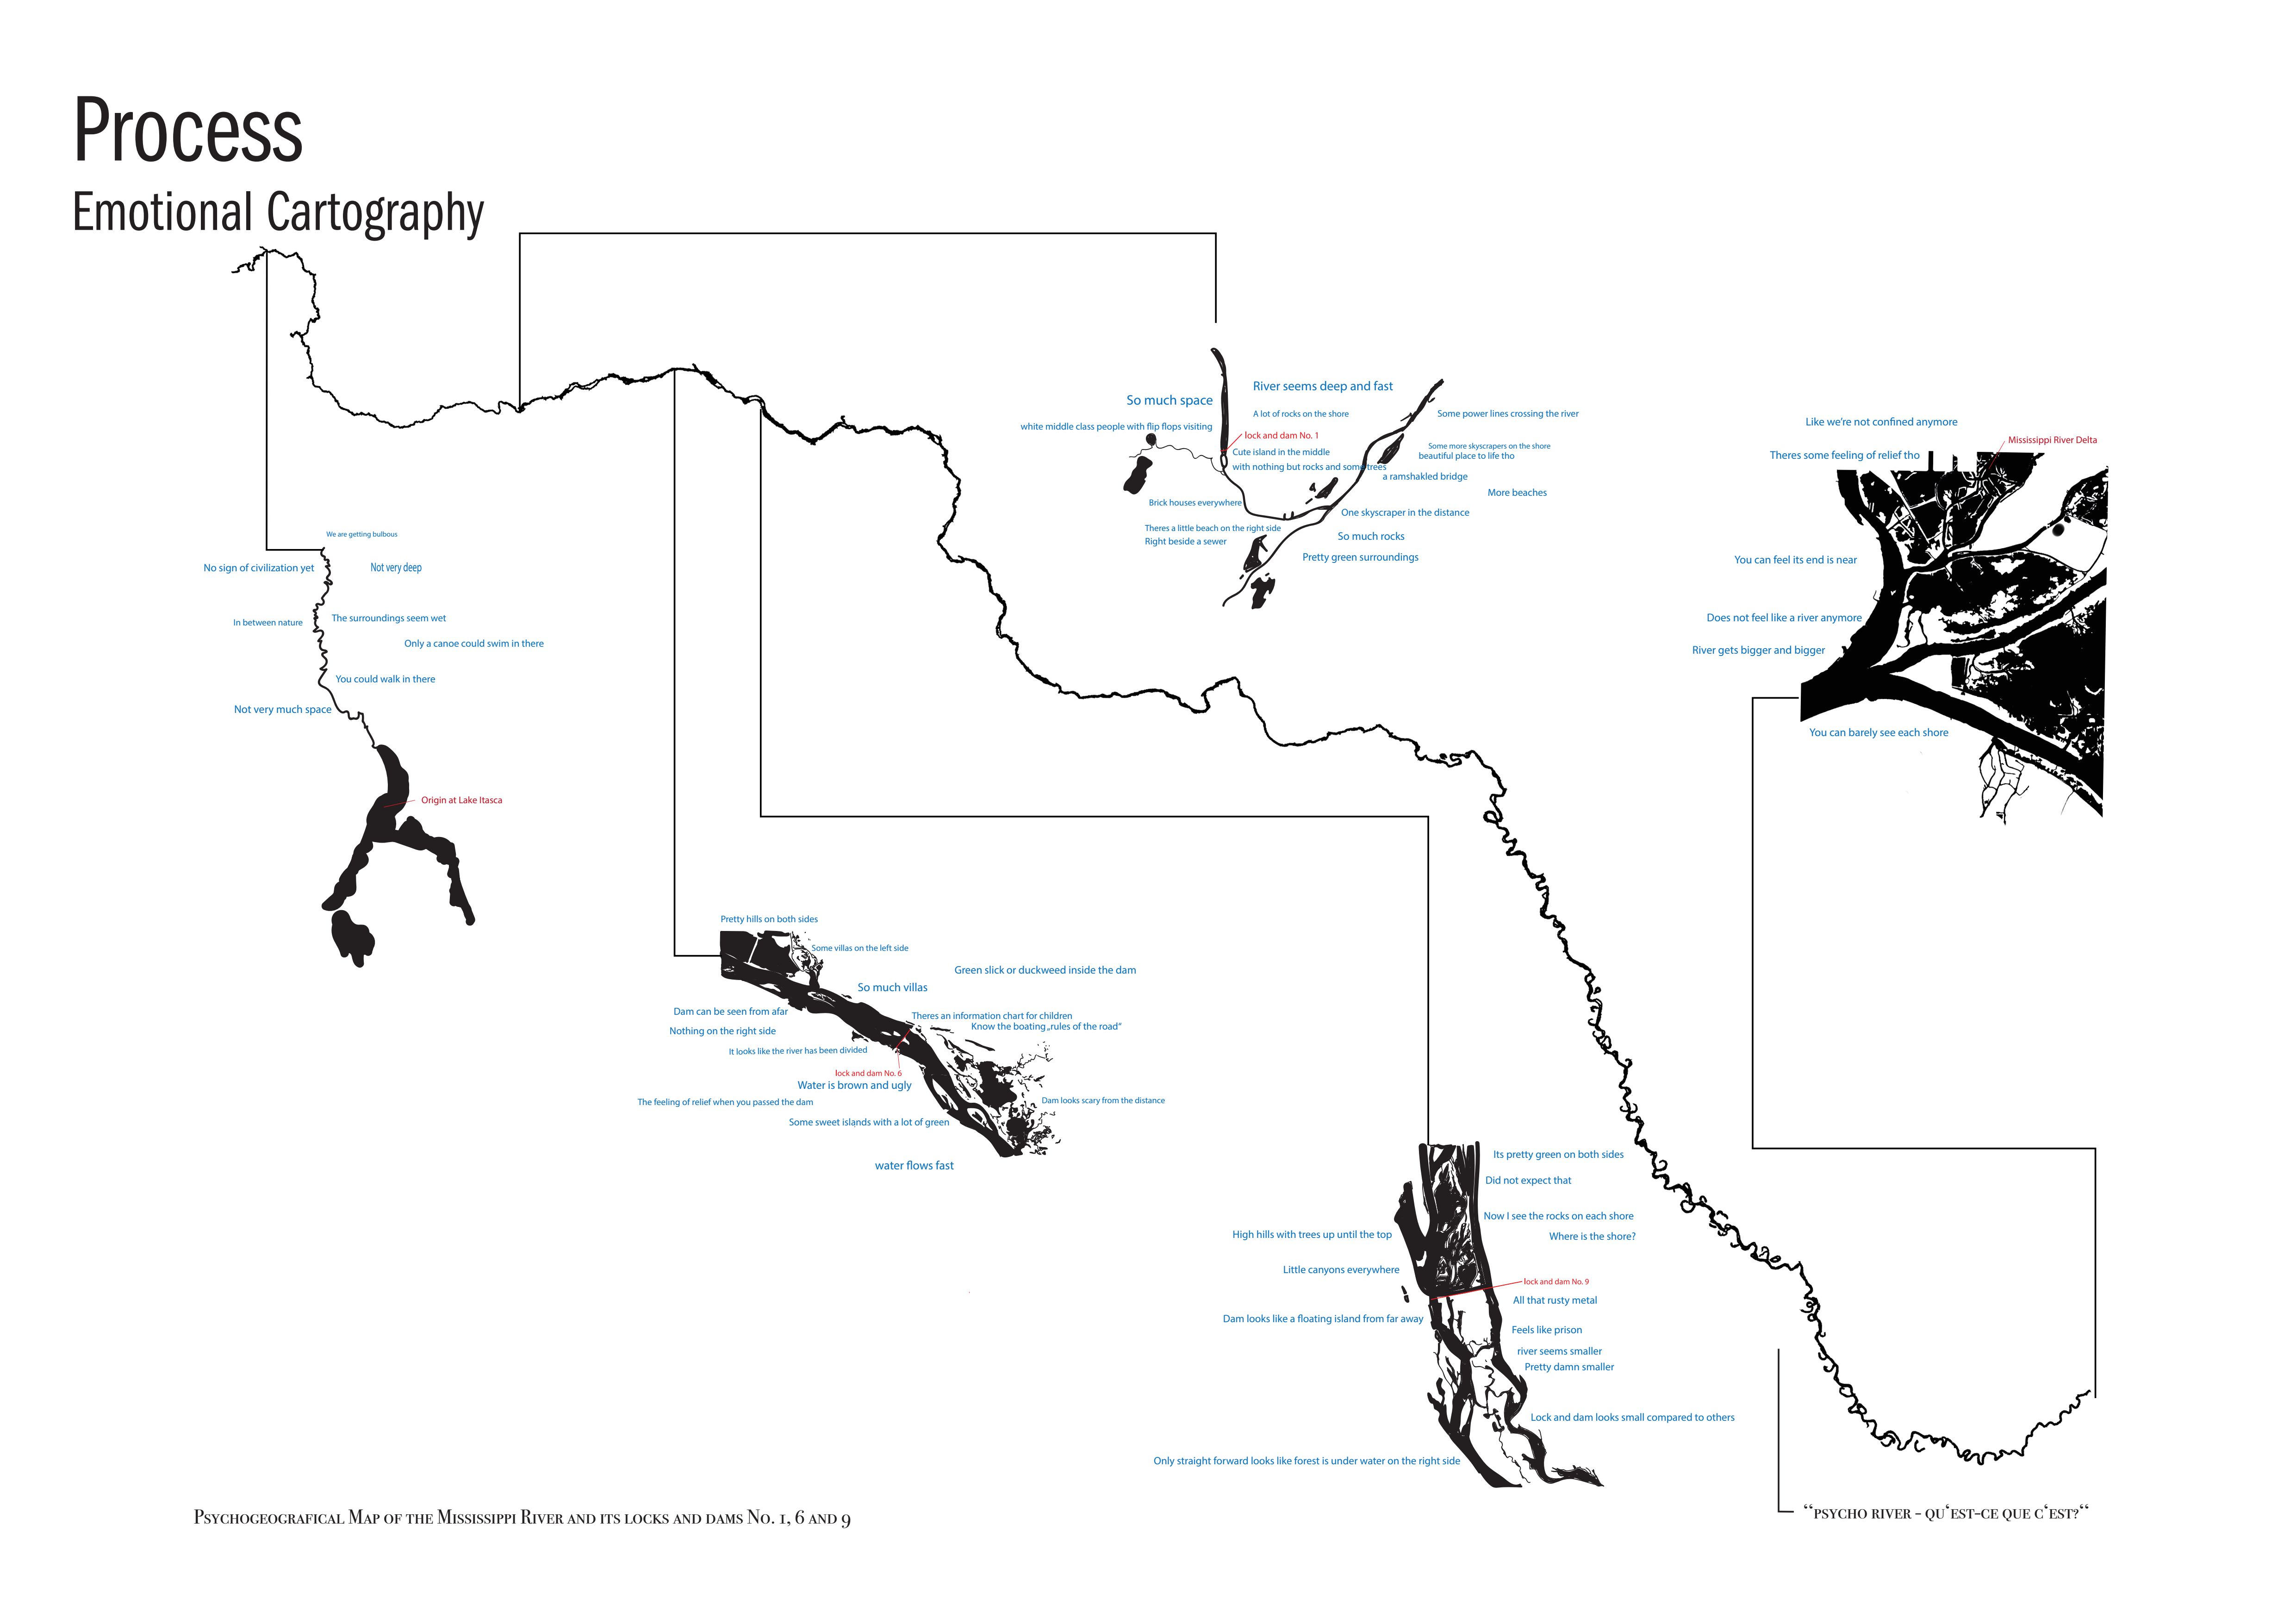 Process
Emotional Cartography
We are getting bulbous
No sign of civilization yet
Not very deep
In between nature
The surroundings seem wet
Only a canoe could swim in there
You could walk in there
Not very much space
Origin at Lake Itasca
So much space
River seems deep and fast
A lot of rocks on the shore
Some power lines crossing the river
white middle class people with flip flops visiting
lock and dam No. 1
Cute island in the middle
with nothing but rocks and some trees
Some more skyscrapers on the shore
beautiful place to life tho
a ramshakled bridge
More beaches
Brick houses everywhere
One skyscraper in the distance
Theres a little beach on the right side
Right beside a sewer
So much rocks
Pretty green surroundings
Like we're not confined anymore
Mississippi River Delta
Theres some feeling of relief tho
You can feel its end is near
Does not feel like a river anymore
River gets bigger and bigger
You can barely see each shore
Pretty hills on both sides
Some villas on the left side
Green slick or duckweed inside the dam
So much villas
Dam can be seen from afar
Theres an information chart for children
Know the boating „rules of the road"
Nothing on the right side
It looks like the river has been divided
lock and dam No. 6
Water is brown and ugly
The feeling of relief when you passed the dam
Dam looks scary from the distance
Some sweet islands with a lot of green
water flows fast
Its pretty green on both sides
Did not expect that
Now I see the rocks on each shore
Where is the shore?
High hills with trees up until the top
Little canyons everywhere
lock and dam No. 9
All that rusty metal
Dam looks like a floating island from far away
Feels like prison
river seems smaller
Pretty damn smaller
Lock and dam looks small compared to others
Only straight forward looks like forest is under water on the right side
Psychogeografical Map of the Mississippi River and its locks and dams No. 1, 6 and 9
“psycho river - qu‘est-ce que c‘est?“